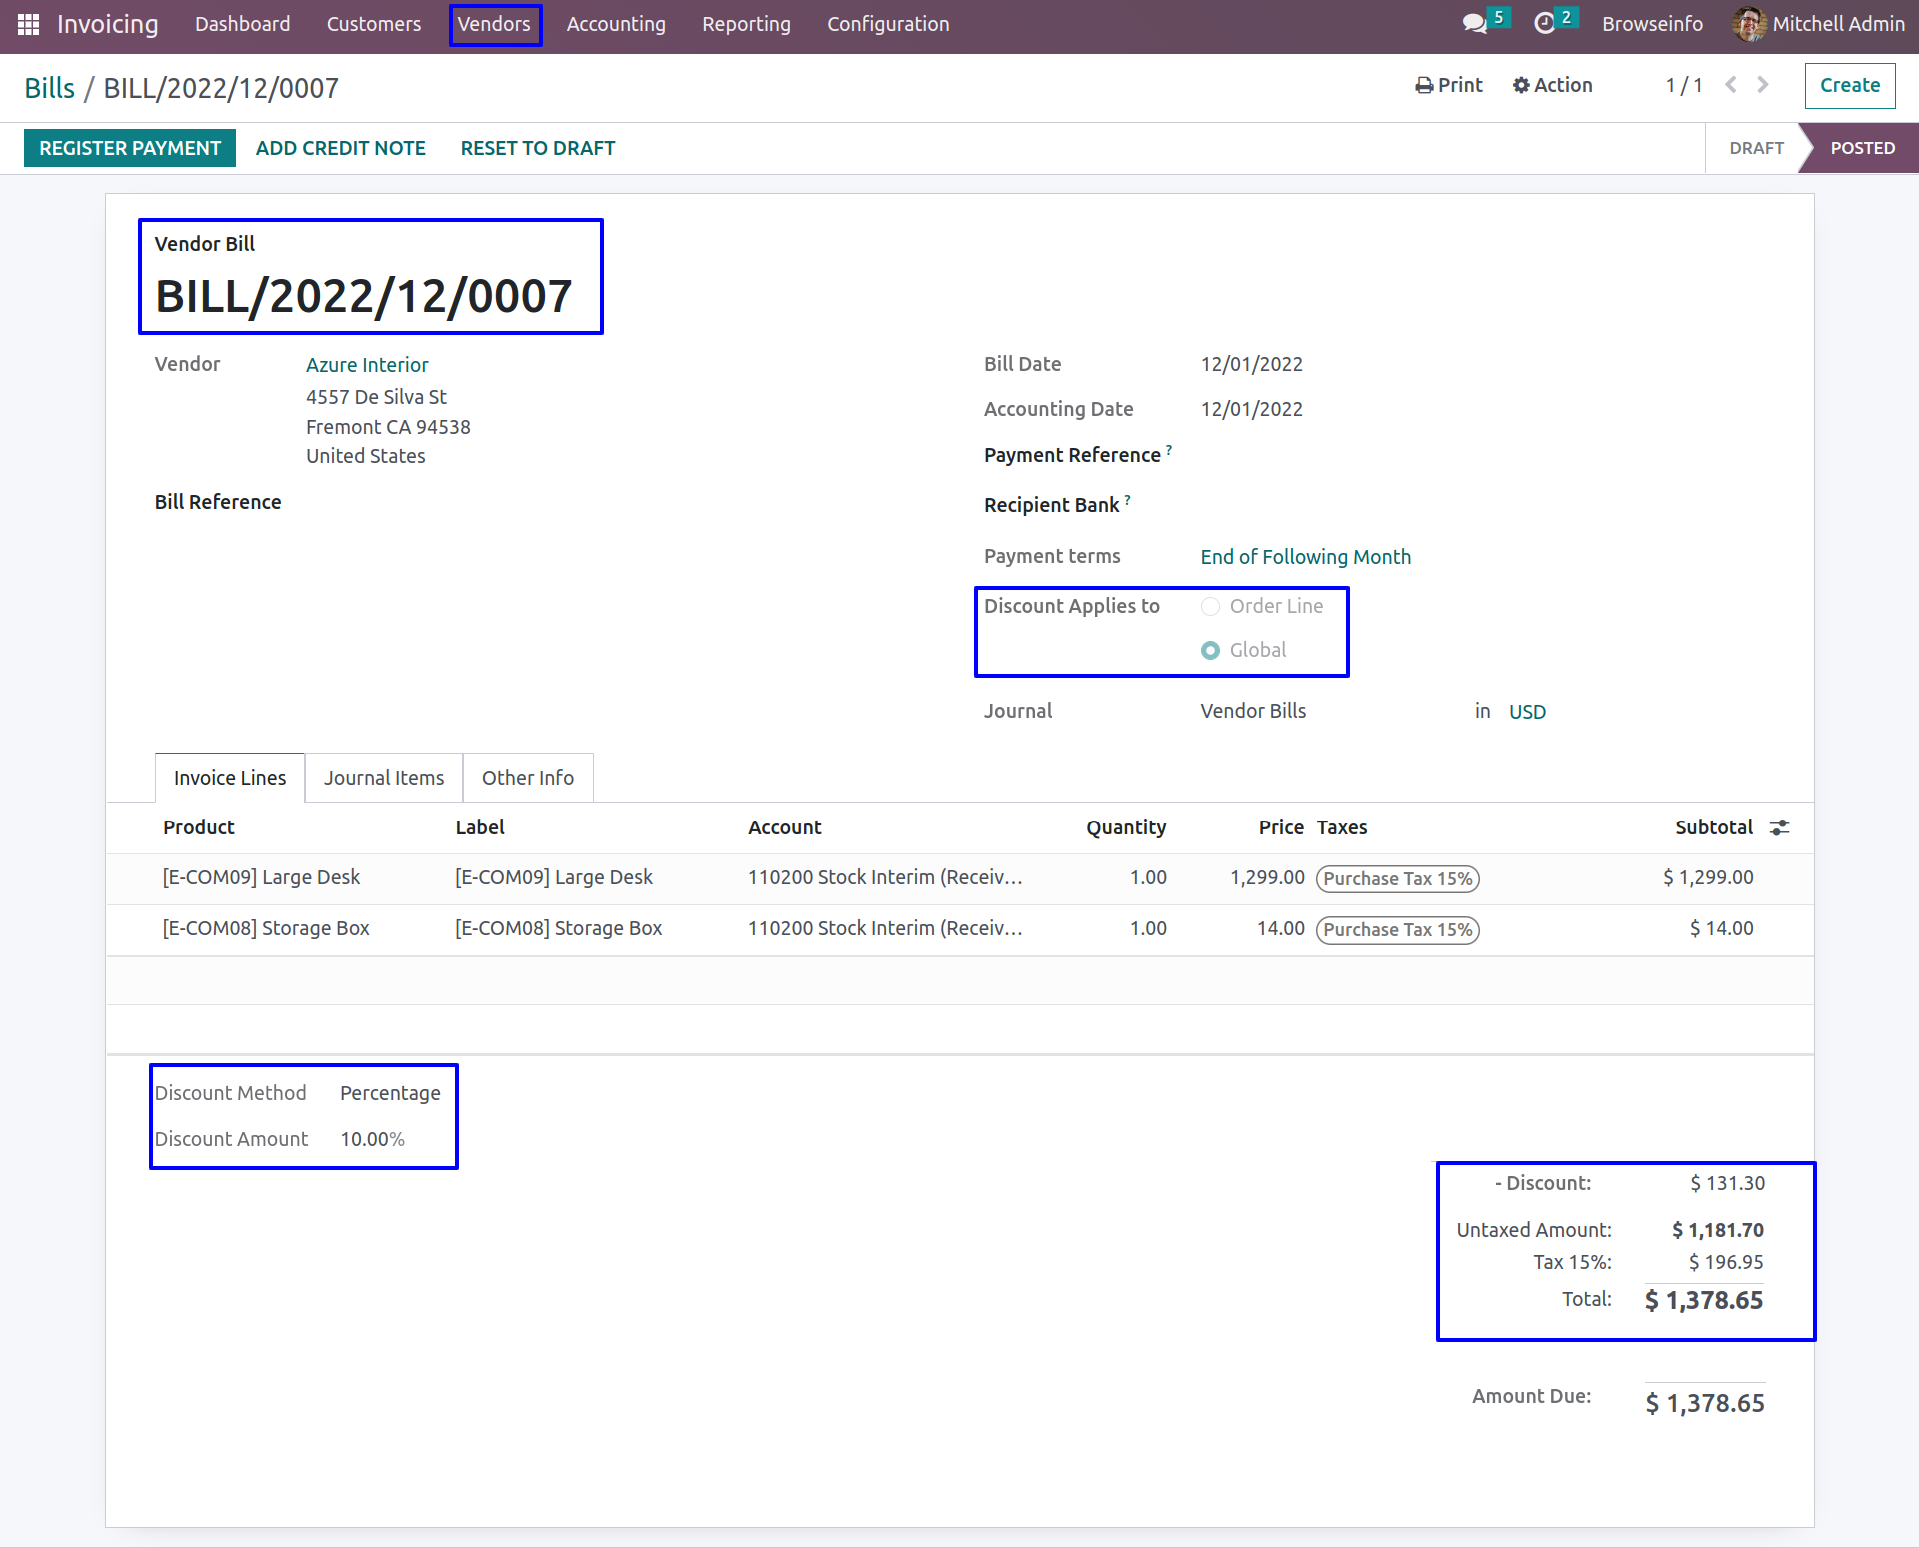 Invoicing Dashboard Customers Vendors Accounting Reporting Configuration 5 2 Browseinfo Mitchell Admin
Bills / BILL/2022/12/0007 Print Action 1 / 1 Create
REGISTER PAYMENT ADD CREDIT NOTE RESET TO DRAFT DRAFT POSTED
Vendor Bill
BILL/2022/12/0007
Vendor Azure Interior
4557 De Silva St
Fremont CA 94538
United States
Bill Reference
Bill Date 12/01/2022
Accounting Date 12/01/2022
Payment Reference ?
Recipient Bank ?
Payment terms End of Following Month
Discount Applies to Order Line
Global
Journal Vendor Bills in USD
Invoice Lines Journal Items Other Info
Product Label Account Quantity Price Taxes Subtotal
[E-COM09] Large Desk [E-COM09] Large Desk 110200 Stock Interim (Receiv... 1.00 1,299.00 Purchase Tax 15% $ 1,299.00
[E-COM08] Storage Box [E-COM08] Storage Box 110200 Stock Interim (Receiv... 1.00 14.00 Purchase Tax 15% $ 14.00
Discount Method Percentage
Discount Amount 10.00%
- Discount: $ 131.30
Untaxed Amount: $ 1,181.70
Tax 15%: $ 196.95
Total: $ 1,378.65
Amount Due: $ 1,378.65